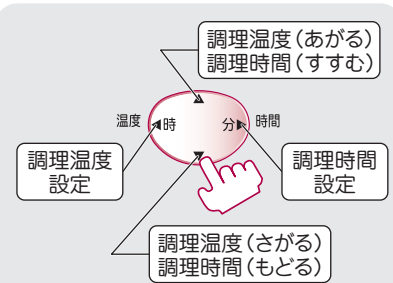 調理温度（あがる）
調理時間（すすむ）
温度
時
分
時間
調理温度
設定
調理時間
設定
調理温度（さがる）
調理時間（もどる）